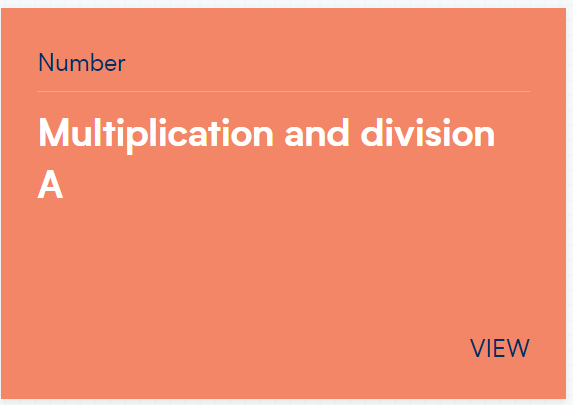 Number
Multiplication and division
A
VIEW